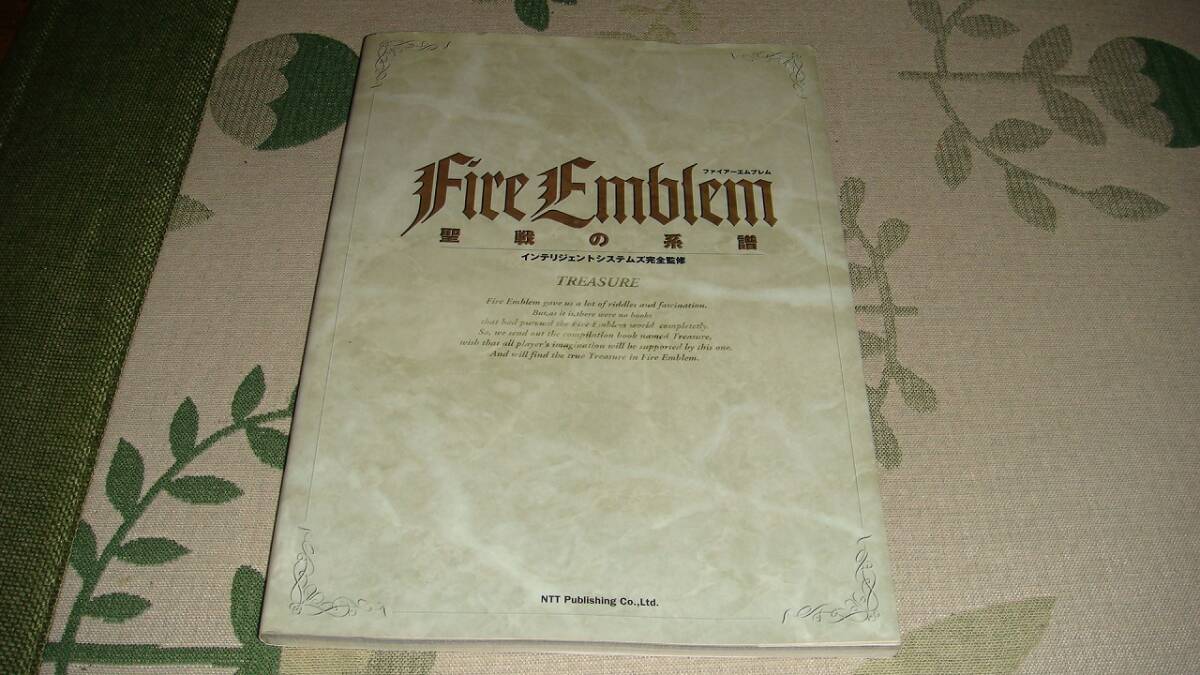 ファイアーエムブレム
Fire Emblem
聖戦の系譜
インテリジェントシステムズ完全監修
TREASURE
Fire Emblem gave us a lot of riddles and fascination.
But,as it is,there were no books
that had pursued the Fire Emblem world completely.
So, we send out the compilation book named Treasure,
wish that all player's imagination will be supported by this one.
And will find the true Treasure in Fire Emblem.
NTT Publishing Co.,Ltd.